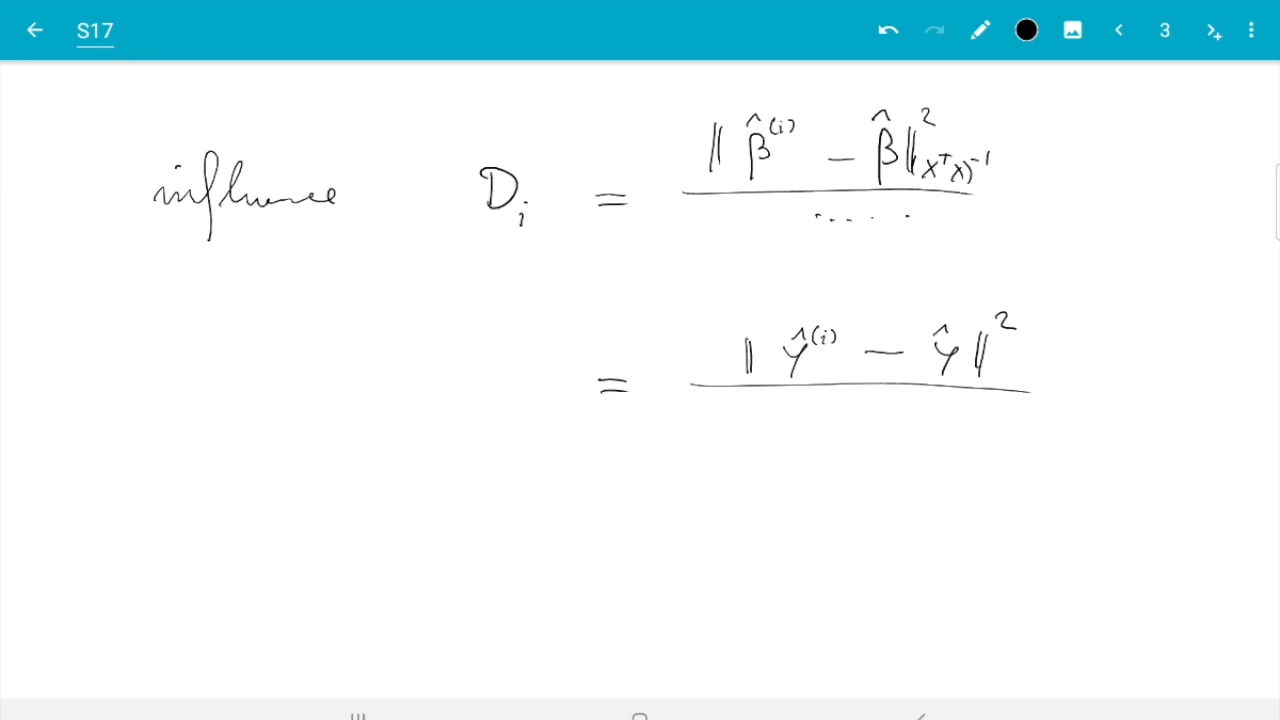 S17 3
influence D_i = ‖ β̂^(i) − β̂ ‖²_{X^T X)^{-1}} / .....
= ‖ ŷ^(i) − ŷ ‖²